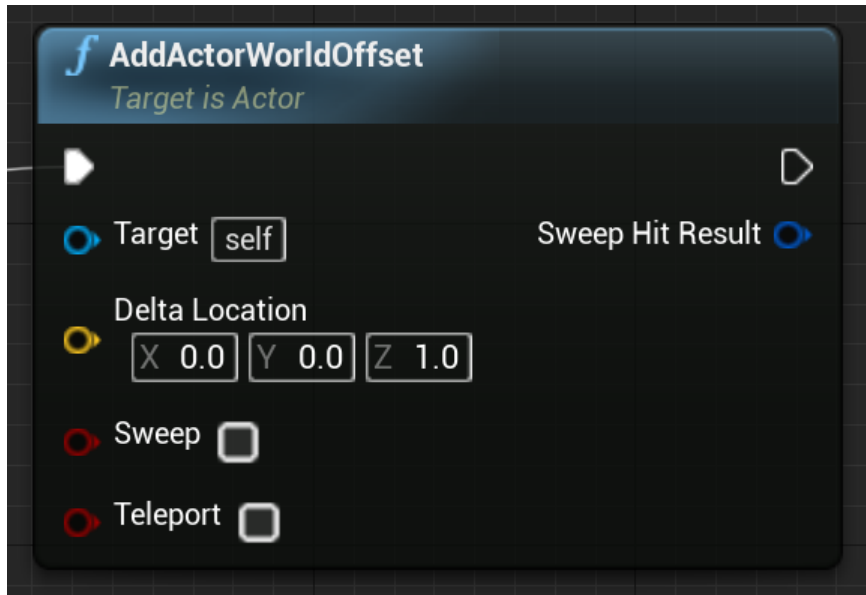 f AddActorWorldOffset
Target is Actor
Target self
Sweep Hit Result
Delta Location
X 0.0 Y 0.0 Z 1.0
Sweep
Teleport